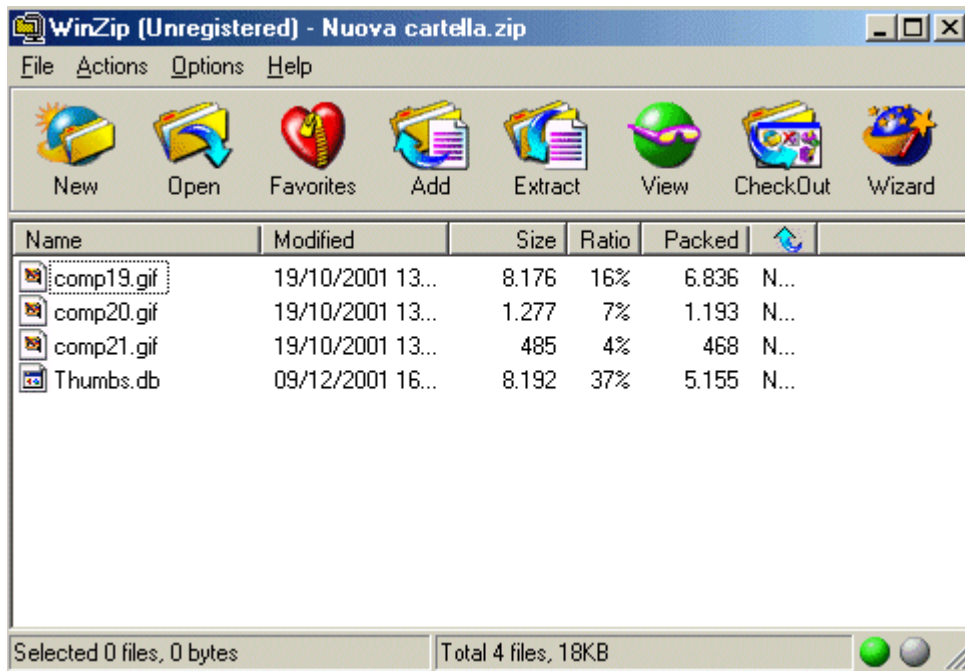 WinZip (Unregistered) - Nuova cartella.zip
File Actions Options Help
New Open Favorites Add Extract View CheckOut Wizard
Name Modified Size Ratio Packed
comp19.gif 19/10/2001 13... 8.176 16% 6.836 N...
comp20.gif 19/10/2001 13... 1.277 7% 1.193 N...
comp21.gif 19/10/2001 13... 485 4% 468 N...
Thumbs.db 09/12/2001 16... 8.192 37% 5.155 N...
Selected 0 files, 0 bytes Total 4 files, 18KB